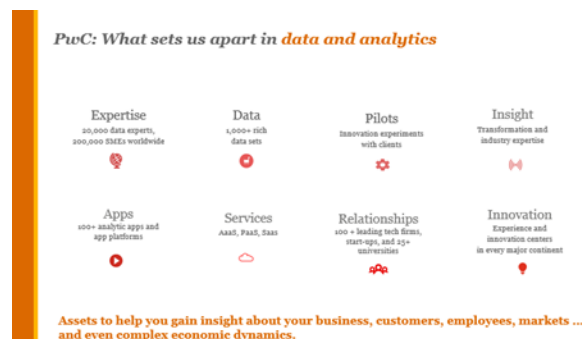 PwC: What sets us apart in data and analytics
Expertise
20,000 data experts,
200,000 SMEs worldwide
Data
1,000+ rich
data sets
Pilots
Innovation experiments
with clients
Insight
Transformation and
industry expertise
Apps
100+ analytic apps and
app platforms
Services
AaaS, PaaS, Saas
Relationships
100 + leading tech firms,
start-ups, and 25+
universities
Innovation
Experience and
innovation centers
in every major continent
Assets to help you gain insight about your business, customers, employees, markets ...
and even complex economic dynamics.